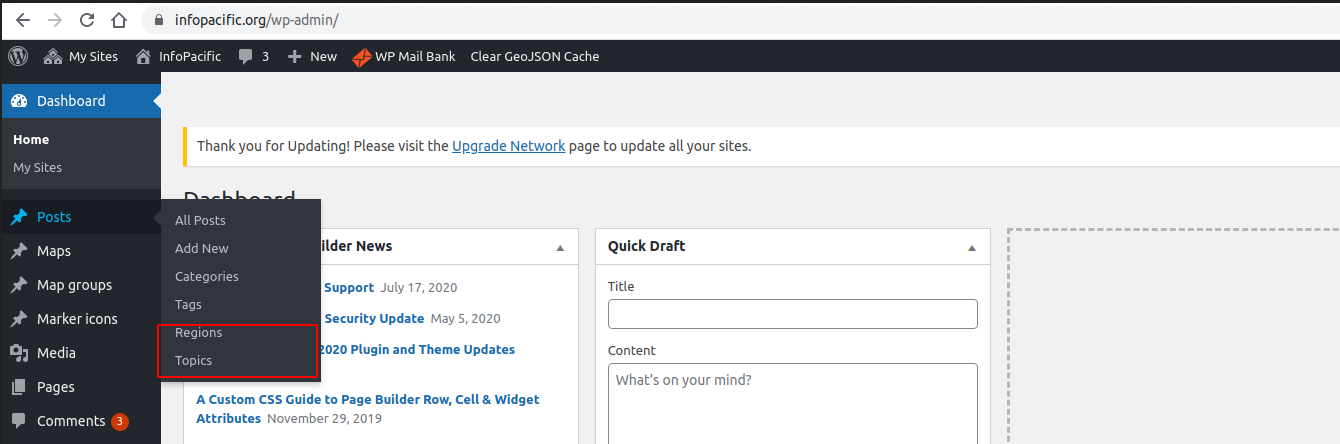 infopacific.org/wp-admin/
My Sites InfoPacific 3 New WP Mail Bank Clear GeoJSON Cache
Dashboard
Home
My Sites
Posts
Maps
Map groups
Marker icons
Media
Pages
Comments 3
All Posts
Add New
Categories
Tags
Regions
Topics
Thank you for Updating! Please visit the Upgrade Network page to update all your sites.
Dashboard
ilder News
Support July 17, 2020
Security Update May 5, 2020
2020 Plugin and Theme Updates
A Custom CSS Guide to Page Builder Row, Cell & Widget
Attributes November 29, 2019
Quick Draft
Title
Content
What's on your mind?